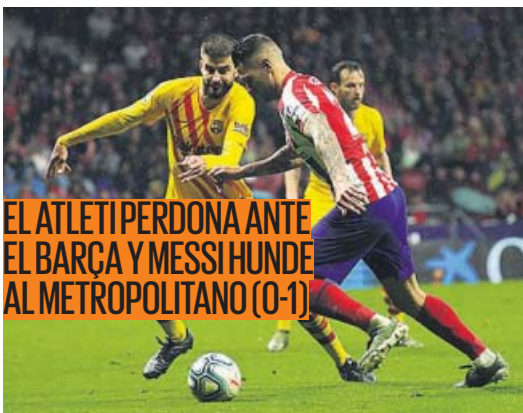 EL ATLETI PERDONA ANTE
EL BARÇA Y MESSI HUNDE
AL METROPOLITANO (0-1)